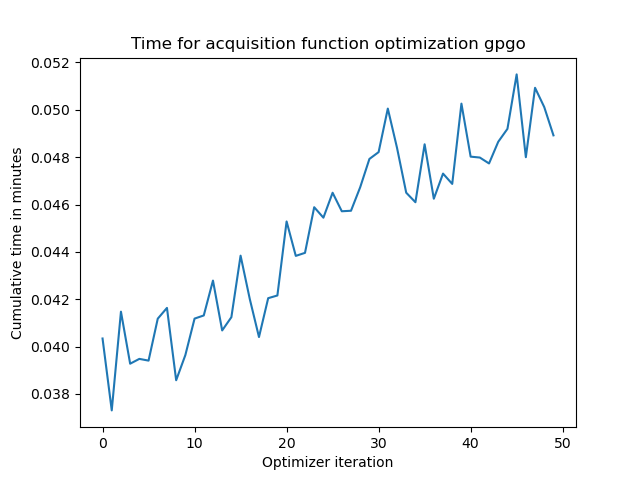 Time for acquisition function optimization gpgo
0.052
0.050
0.048
0.046
0.044
0.042
0.040
0.038
Cumulative time in minutes
0 10 20 30 40 50
Optimizer iteration